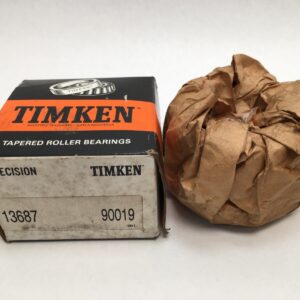 TIMKEN
TAPERED ROLLER BEARINGS
ECISION TIMKEN
13687 90019